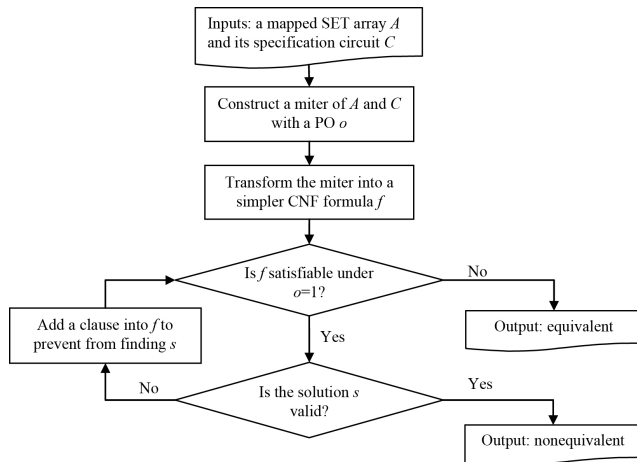 Inputs: a mapped SET array A
and its specification circuit C
Construct a miter of A and C
with a PO o
Transform the miter into a
simpler CNF formula f
Is f satisfiable under
o=1?
No
Output: equivalent
Add a clause into f to
prevent from finding s
Yes
Is the solution s
valid?
No
Yes
Output: nonequivalent